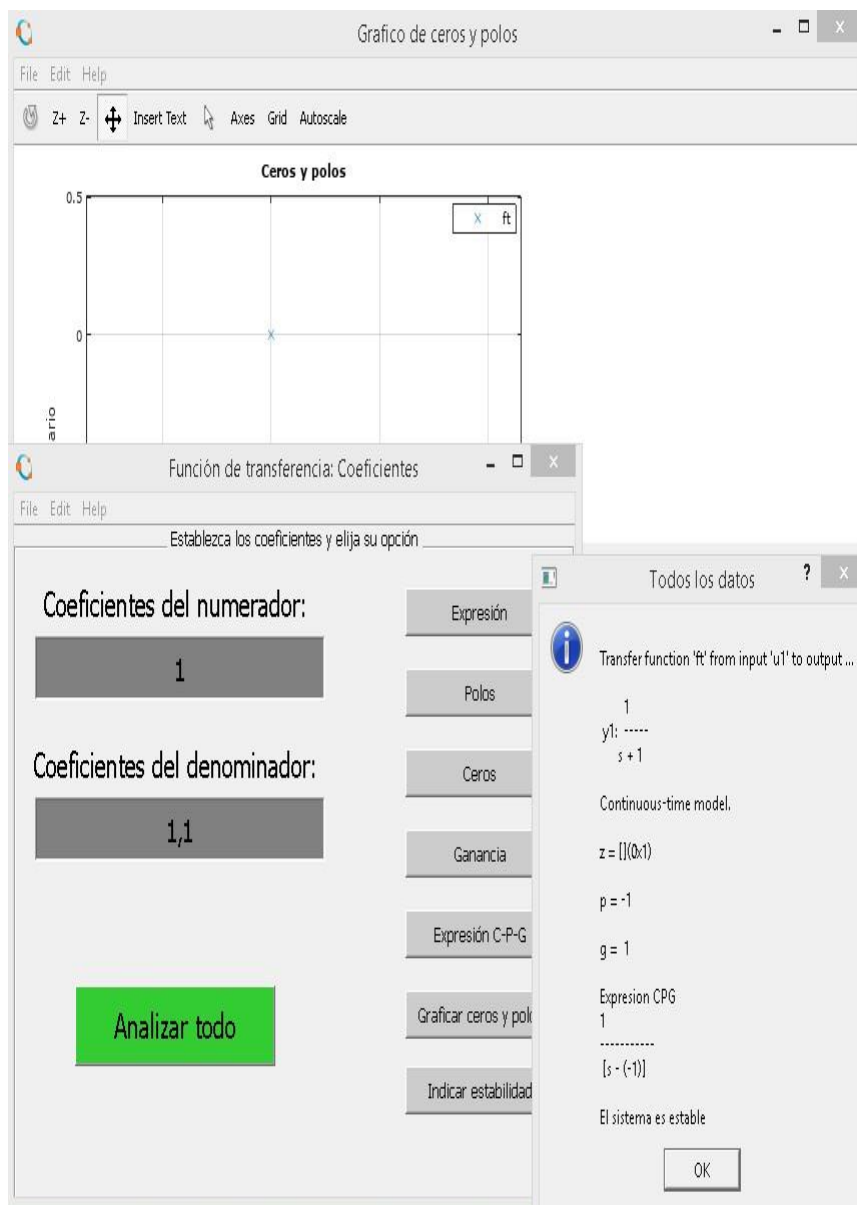 Grafico de ceros y polos
File Edit Help
Z+ Z- Insert Text Axes Grid Autoscale
Ceros y polos
0.5
x ft
0
x
ario
Función de transferencia: Coeficientes
File Edit Help
Establezca los coeficientes y elija su opción
Coeficientes del numerador:
1
Coeficientes del denominador:
1,1
Analizar todo
Expresión
Polos
Ceros
Ganancia
Expresión C-P-G
Graficar ceros y polo
Indicar estabilidad
Todos los datos
Transfer function 'ft' from input 'u1' to output ...
1
y1: -----
s + 1
Continuous-time model.
z = [](0x1)
p = -1
g = 1
Expresion CPG
1
-----------
[s - (-1)]
El sistema es estable
OK